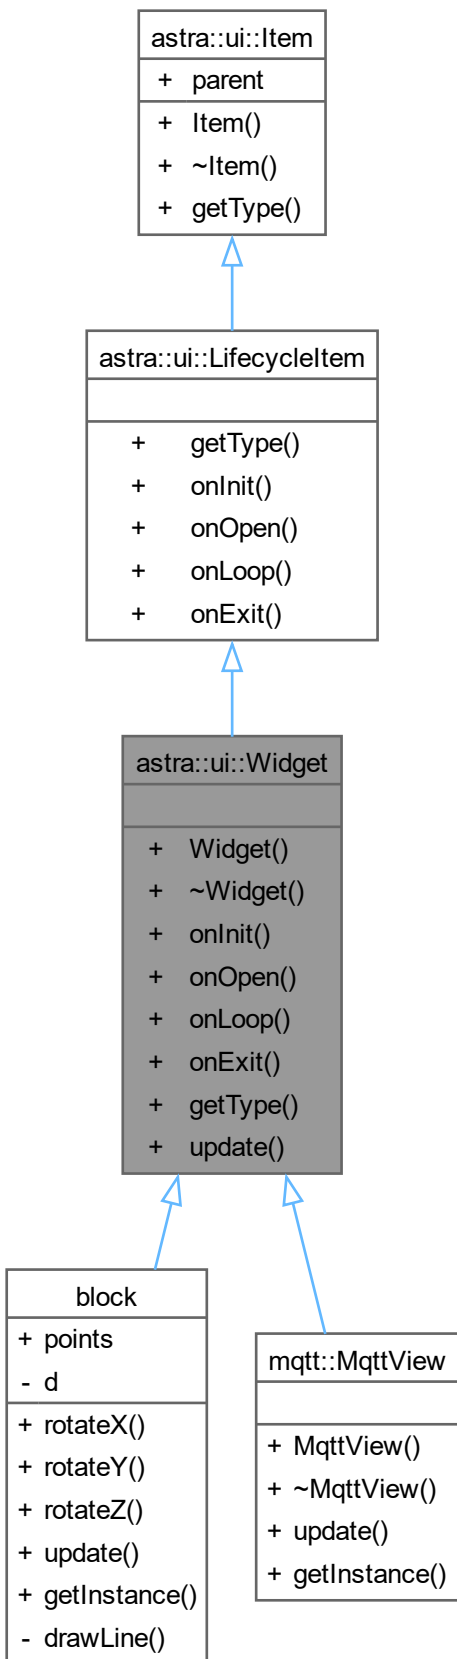 astra::ui::Item
+ parent
+ Item()
+ ~Item()
+ getType()
astra::ui::LifecycleItem
+ getType()
+ onInit()
+ onOpen()
+ onLoop()
+ onExit()
astra::ui::Widget
+ Widget()
+ ~Widget()
+ onInit()
+ onOpen()
+ onLoop()
+ onExit()
+ getType()
+ update()
block
+ points
- d
+ rotateX()
+ rotateY()
+ rotateZ()
+ update()
+ getInstance()
- drawLine()
mqtt::MqttView
+ MqttView()
+ ~MqttView()
+ update()
+ getInstance()